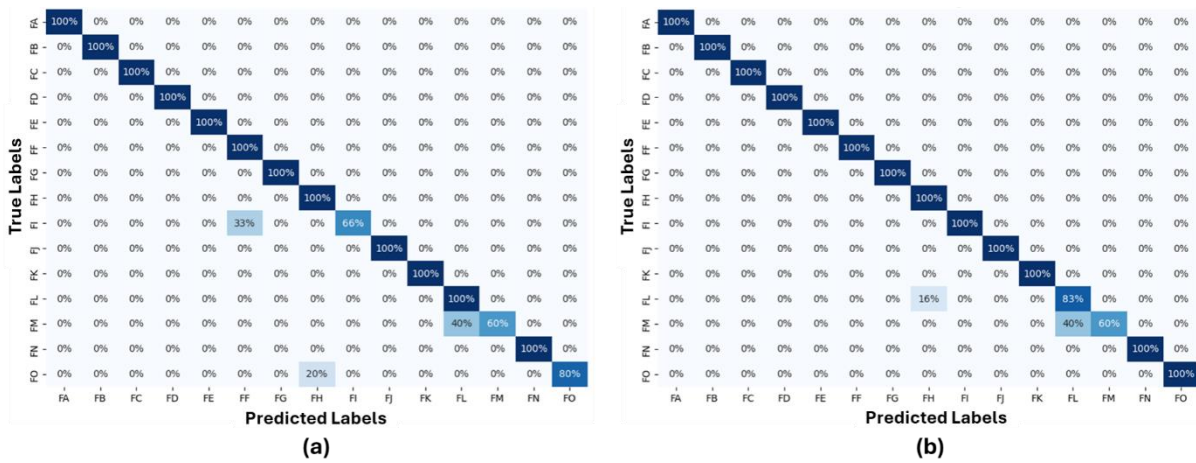 True Labels
FA 100% 0% 0% 0% 0% 0% 0% 0% 0% 0% 0% 0% 0% 0% 0%
FB 0% 100% 0% 0% 0% 0% 0% 0% 0% 0% 0% 0% 0% 0% 0%
FC 0% 0% 100% 0% 0% 0% 0% 0% 0% 0% 0% 0% 0% 0% 0%
FD 0% 0% 0% 100% 0% 0% 0% 0% 0% 0% 0% 0% 0% 0% 0%
FE 0% 0% 0% 0% 100% 0% 0% 0% 0% 0% 0% 0% 0% 0% 0%
FF 0% 0% 0% 0% 0% 100% 0% 0% 0% 0% 0% 0% 0% 0% 0%
FG 0% 0% 0% 0% 0% 0% 100% 0% 0% 0% 0% 0% 0% 0% 0%
FH 0% 0% 0% 0% 0% 0% 0% 100% 0% 0% 0% 0% 0% 0% 0%
FI 0% 0% 0% 0% 0% 33% 0% 0% 66% 0% 0% 0% 0% 0% 0%
FJ 0% 0% 0% 0% 0% 0% 0% 0% 0% 100% 0% 0% 0% 0% 0%
FK 0% 0% 0% 0% 0% 0% 0% 0% 0% 0% 100% 0% 0% 0% 0%
FL 0% 0% 0% 0% 0% 0% 0% 0% 0% 0% 0% 100% 0% 0% 0%
FM 0% 0% 0% 0% 0% 0% 0% 0% 0% 0% 0% 40% 60% 0% 0%
FN 0% 0% 0% 0% 0% 0% 0% 0% 0% 0% 0% 0% 0% 100% 0%
FO 0% 0% 0% 0% 0% 0% 0% 20% 0% 0% 0% 0% 0% 0% 80%
FA FB FC FD FE FF FG FH FI FJ FK FL FM FN FO
Predicted Labels
(a)
True Labels
FA 100% 0% 0% 0% 0% 0% 0% 0% 0% 0% 0% 0% 0% 0% 0%
FB 0% 100% 0% 0% 0% 0% 0% 0% 0% 0% 0% 0% 0% 0% 0%
FC 0% 0% 100% 0% 0% 0% 0% 0% 0% 0% 0% 0% 0% 0% 0%
FD 0% 0% 0% 100% 0% 0% 0% 0% 0% 0% 0% 0% 0% 0% 0%
FE 0% 0% 0% 0% 100% 0% 0% 0% 0% 0% 0% 0% 0% 0% 0%
FF 0% 0% 0% 0% 0% 100% 0% 0% 0% 0% 0% 0% 0% 0% 0%
FG 0% 0% 0% 0% 0% 0% 100% 0% 0% 0% 0% 0% 0% 0% 0%
FH 0% 0% 0% 0% 0% 0% 0% 100% 0% 0% 0% 0% 0% 0% 0%
FI 0% 0% 0% 0% 0% 0% 0% 0% 100% 0% 0% 0% 0% 0% 0%
FJ 0% 0% 0% 0% 0% 0% 0% 0% 0% 100% 0% 0% 0% 0% 0%
FK 0% 0% 0% 0% 0% 0% 0% 0% 0% 0% 100% 0% 0% 0% 0%
FL 0% 0% 0% 0% 0% 0% 0% 16% 0% 0% 0% 83% 0% 0% 0%
FM 0% 0% 0% 0% 0% 0% 0% 0% 0% 0% 0% 40% 60% 0% 0%
FN 0% 0% 0% 0% 0% 0% 0% 0% 0% 0% 0% 0% 0% 100% 0%
FO 0% 0% 0% 0% 0% 0% 0% 0% 0% 0% 0% 0% 0% 0% 100%
FA FB FC FD FE FF FG FH FI FJ FK FL FM FN FO
Predicted Labels
(b)